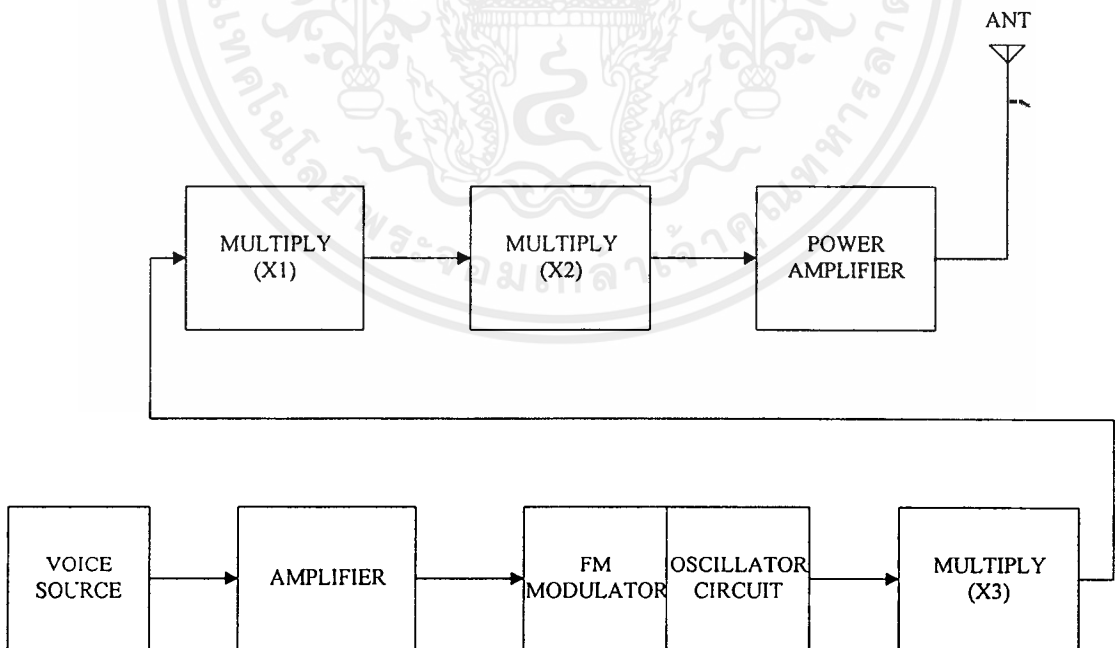 ANT
MULTIPLY
(X1)
MULTIPLY
(X2)
POWER
AMPLIFIER
VOICE
SOURCE
AMPLIFIER
FM
MODULATOR
OSCILLATOR
CIRCUIT
MULTIPLY
(X3)